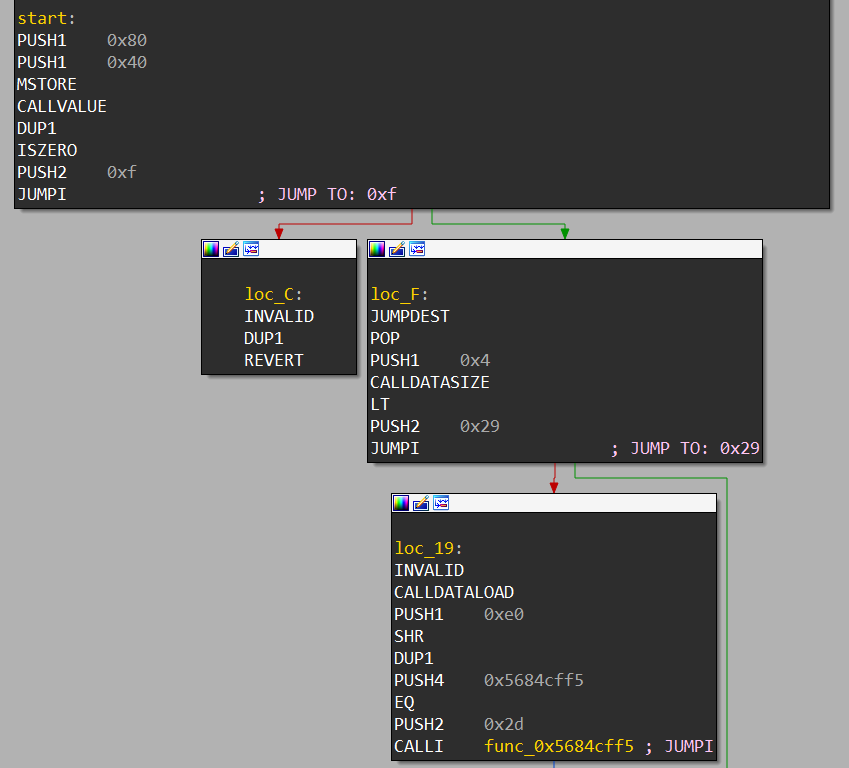 start:
PUSH1 0x80
PUSH1 0x40
MSTORE
CALLVALUE
DUP1
ISZERO
PUSH2 0xf
JUMPI ; JUMP TO: 0xf
loc_C:
INVALID
DUP1
REVERT
loc_F:
JUMPDEST
POP
PUSH1 0x4
CALLDATASIZE
LT
PUSH2 0x29
JUMPI ; JUMP TO: 0x29
loc_19:
INVALID
CALLDATALOAD
PUSH1 0xe0
SHR
DUP1
PUSH4 0x5684cff5
EQ
PUSH2 0x2d
CALLI func_0x5684cff5 ; JUMPI